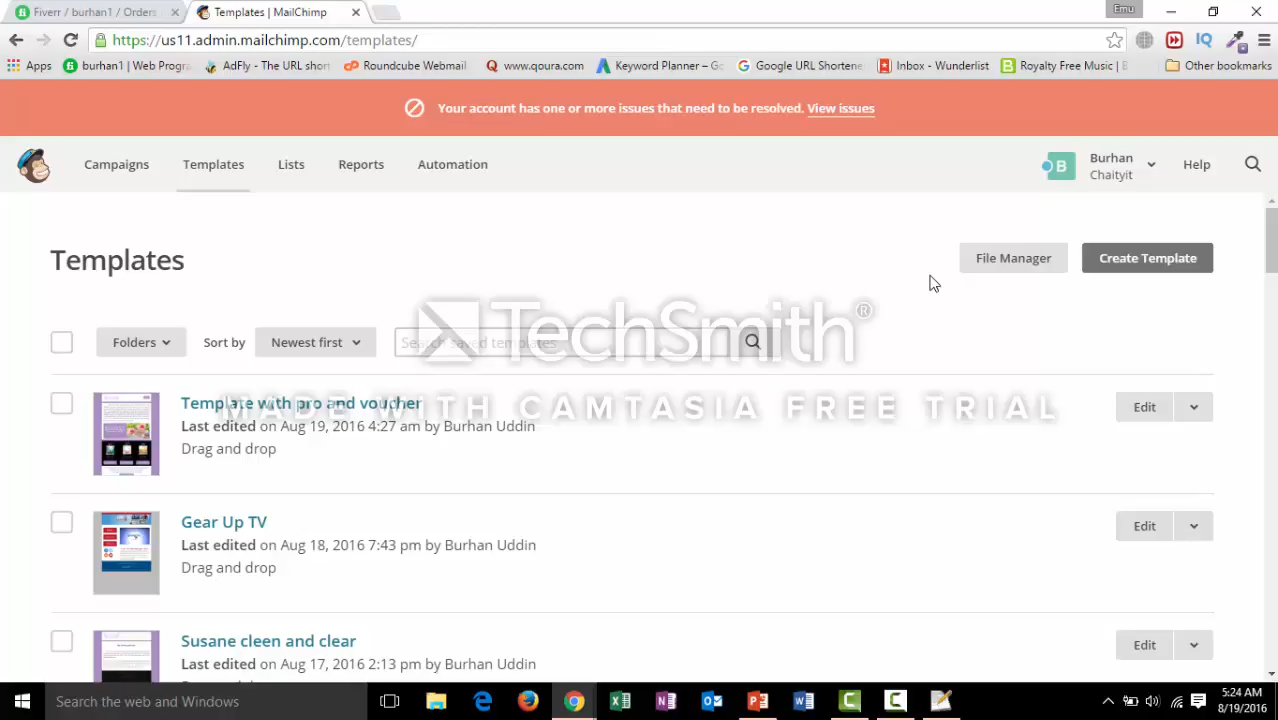 Fiverr / burhan1 / Orders
Templates | MailChimp
Emu
https://us11.admin.mailchimp.com/templates/
Apps
burhan1 | Web Progra
AdFly - The URL short
Roundcube Webmail
www.qoura.com
Keyword Planner – Go
Google URL Shortene
Inbox - Wunderlist
Royalty Free Music |
Other bookmarks
Your account has one or more issues that need to be resolved. View issues
Campaigns
Templates
Lists
Reports
Automation
B
Burhan
Chaityit
Help
Templates
File Manager
Create Template
TechSmith®
MADE WITH CAMTASIA FREE TRIAL
Folders
Sort by
Newest first
Search saved templates
Template with pro and voucher
Last edited on Aug 19, 2016 4:27 am by Burhan Uddin
Drag and drop
Edit
Gear Up TV
Last edited on Aug 18, 2016 7:43 pm by Burhan Uddin
Drag and drop
Edit
Susane cleen and clear
Last edited on Aug 17, 2016 2:13 pm by Burhan Uddin
Edit
Search the web and Windows
5:24 AM
8/19/2016